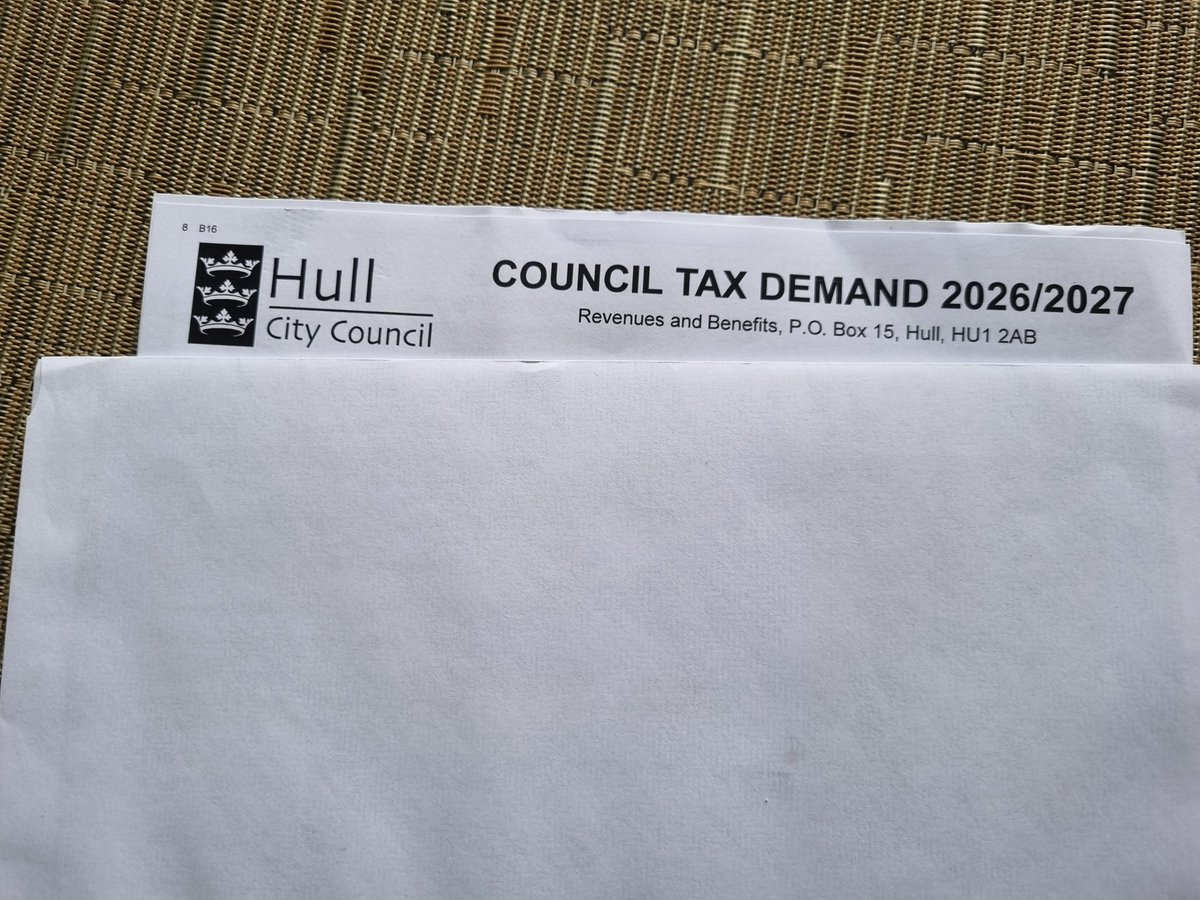 8 B16
Hull
City Council
COUNCIL TAX DEMAND 2026/2027
Revenues and Benefits, P.O. Box 15, Hull, HU1 2AB